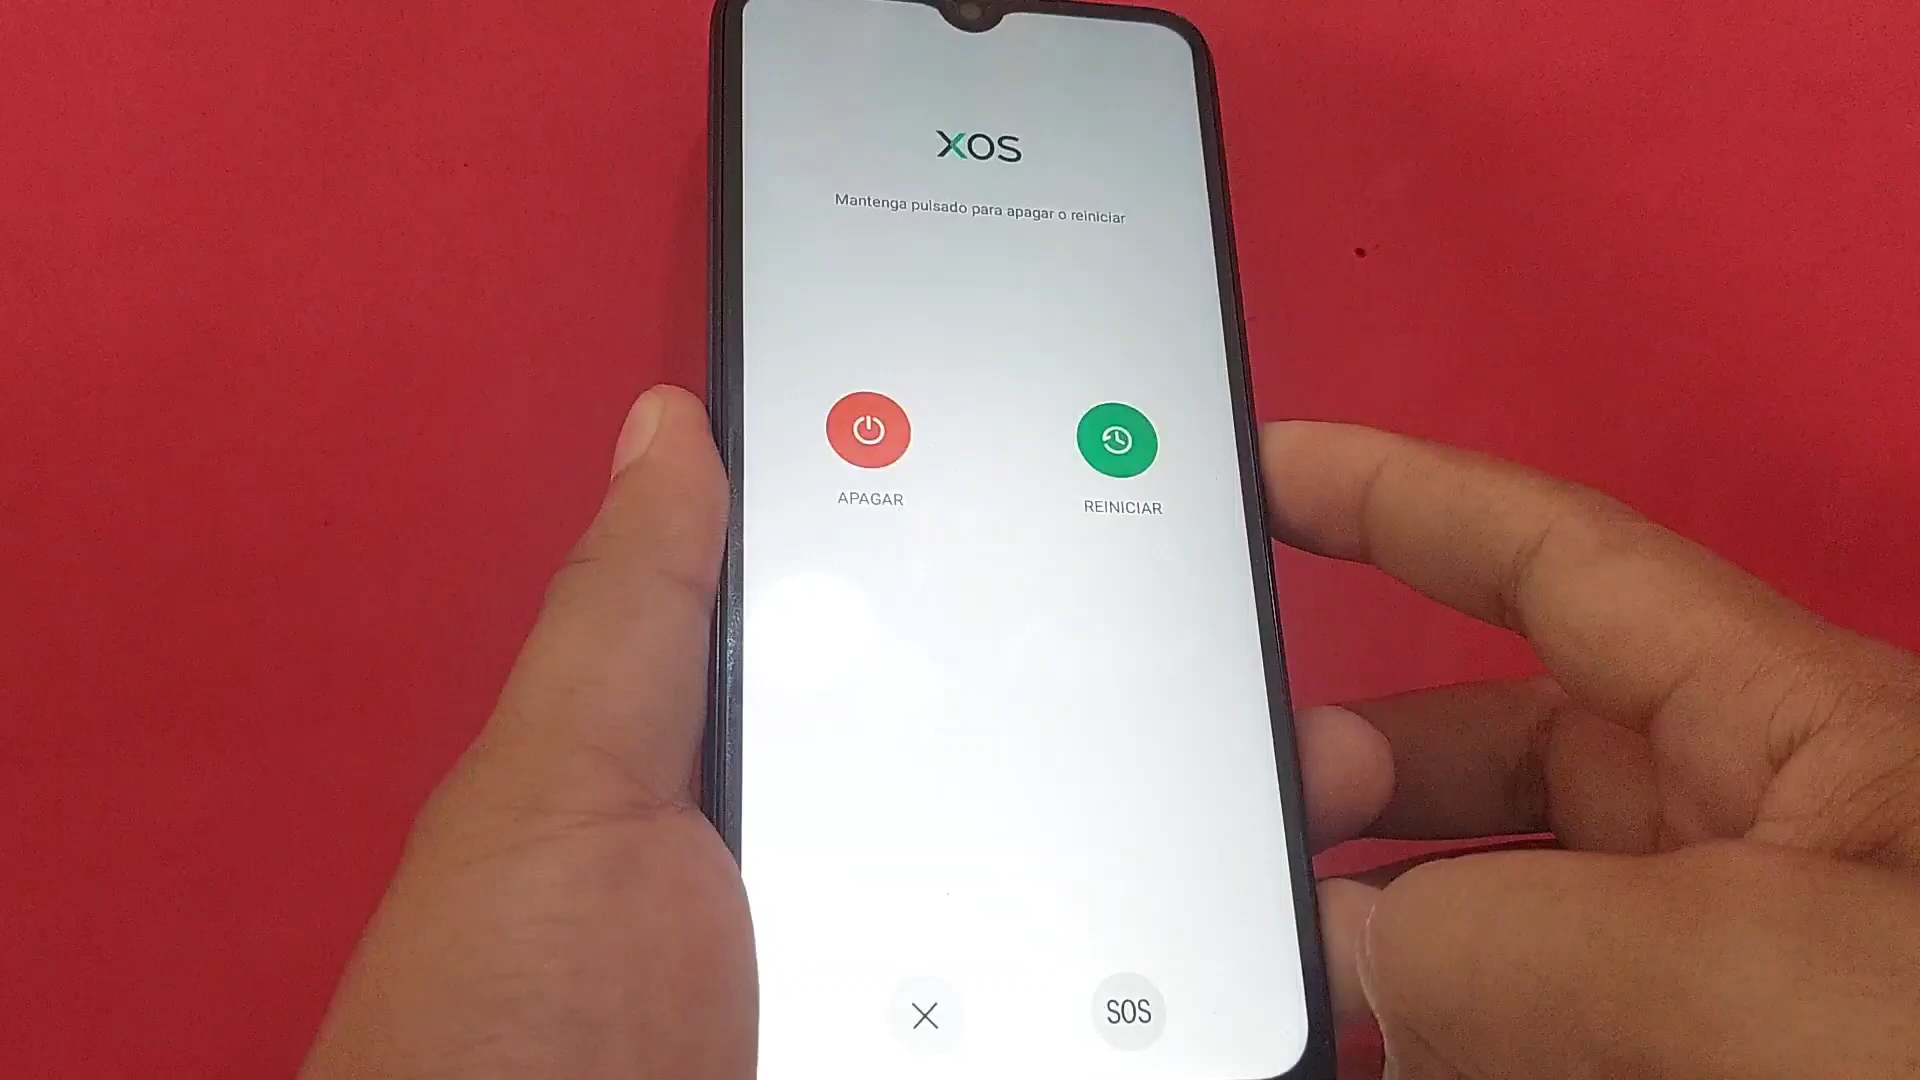 XOS
Mantenga pulsado para apagar o reiniciar
APAGAR
REINICIAR
SOS